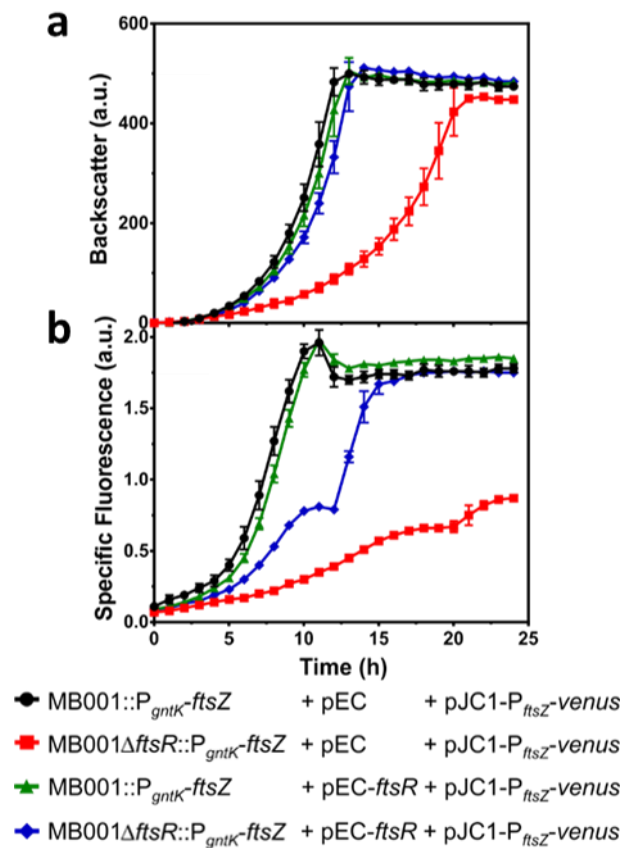 a
600
400
200
0
Backscatter (a.u.)
b
2.0
1.5
1.0
0.5
0.0
Specific Fluorescence (a.u.)
0 5 10 15 20 25
Time (h)
MB001::PgntK-ftsZ + pEC + pJC1-PftsZ-venus
MB001ΔftsR::PgntK-ftsZ + pEC + pJC1-PftsZ-venus
MB001::PgntK-ftsZ + pEC-ftsR + pJC1-PftsZ-venus
MB001ΔftsR::PgntK-ftsZ + pEC-ftsR + pJC1-PftsZ-venus